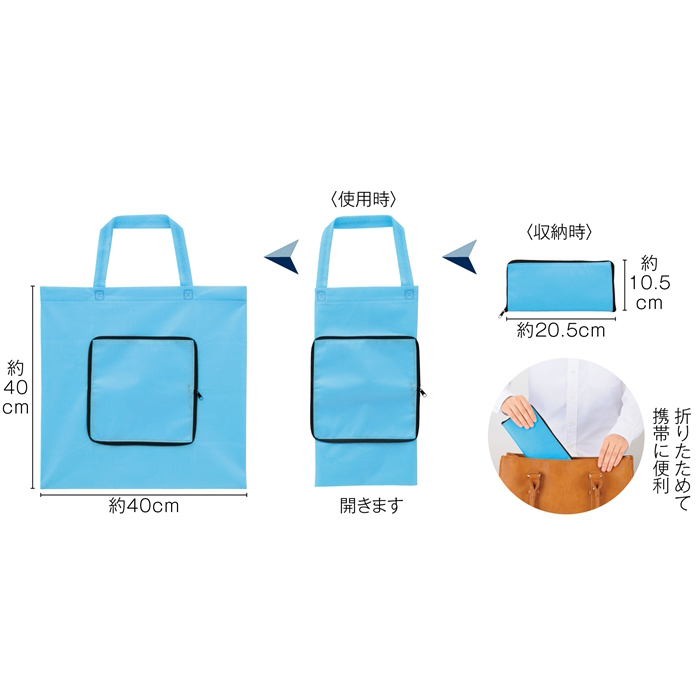 〈使用時〉
〈収納時〉
約
10.5
cm
約20.5cm
約
40
cm
約40cm
開きます
折りたためて
携帯に便利